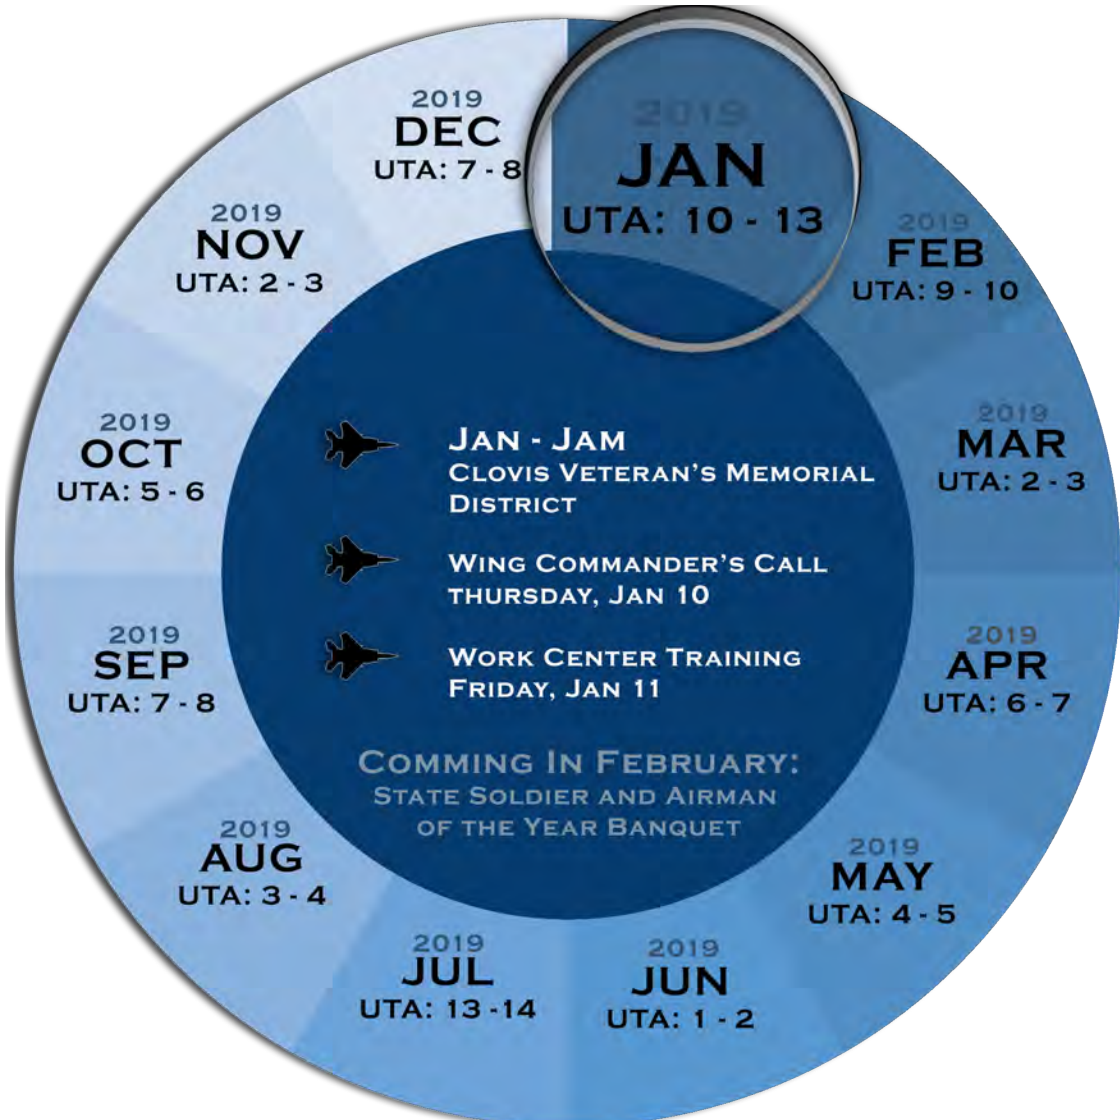 2019
JAN
UTA: 10 - 13
2019
FEB
UTA: 9 - 10
2019
MAR
UTA: 2 - 3
2019
APR
UTA: 6 - 7
2019
MAY
UTA: 4 - 5
2019
JUN
UTA: 1 - 2
2019
JUL
UTA: 13 -14
2019
AUG
UTA: 3 - 4
2019
SEP
UTA: 7 - 8
2019
OCT
UTA: 5 - 6
2019
NOV
UTA: 2 - 3
2019
DEC
UTA: 7 - 8
JAN - JAM
CLOVIS VETERAN'S MEMORIAL
DISTRICT
WING COMMANDER'S CALL
THURSDAY, JAN 10
WORK CENTER TRAINING
FRIDAY, JAN 11
COMMING IN FEBRUARY:
STATE SOLDIER AND AIRMAN
OF THE YEAR BANQUET